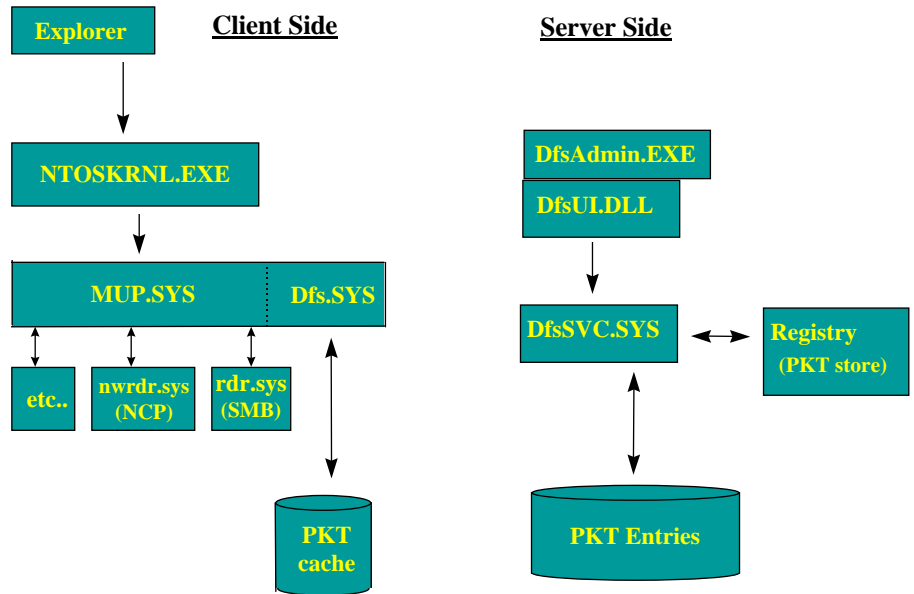 Explorer
Client Side
NTOSKRNL.EXE
MUP.SYS
Dfs.SYS
etc..
nwrdr.sys
(NCP)
rdr.sys
(SMB)
PKT
cache
Server Side
DfsAdmin.EXE
DfsUI.DLL
DfsSVC.SYS
Registry
(PKT store)
PKT Entries